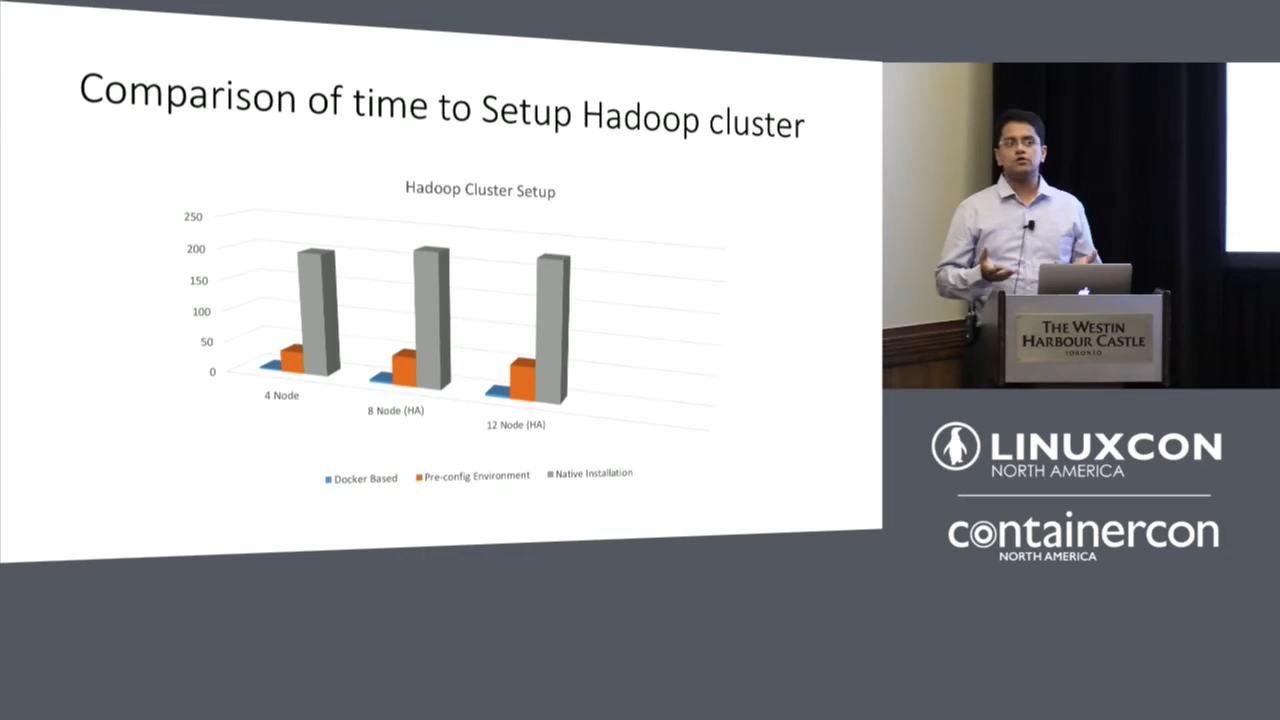 Comparison of time to Setup Hadoop cluster
Hadoop Cluster Setup
250
200
150
100
50
0
4 Node
8 Node (HA)
12 Node (HA)
Docker Based
Pre-config Environment
Native Installation
THE WESTIN
HARBOUR CASTLE
TORONTO
LINUXCON
NORTH AMERICA
containercon
NORTH AMERICA